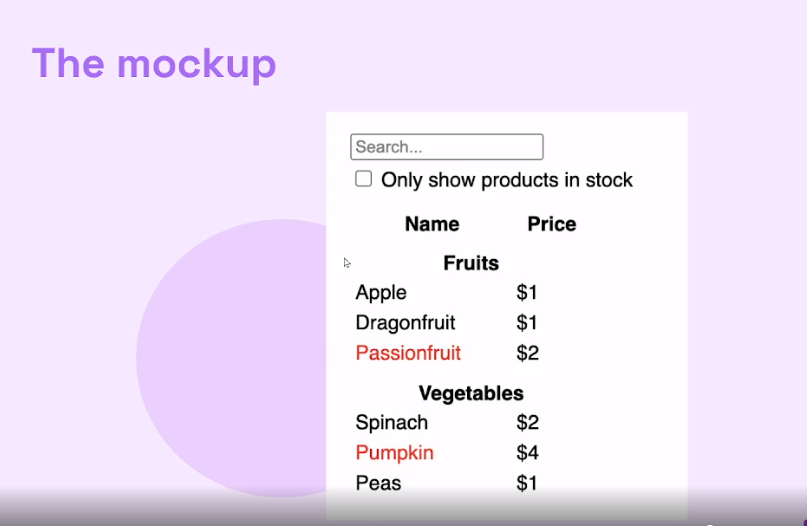 The mockup
Search...
Only show products in stock
Name Price
Fruits
Apple $1
Dragonfruit $1
Passionfruit $2
Vegetables
Spinach $2
Pumpkin $4
Peas $1